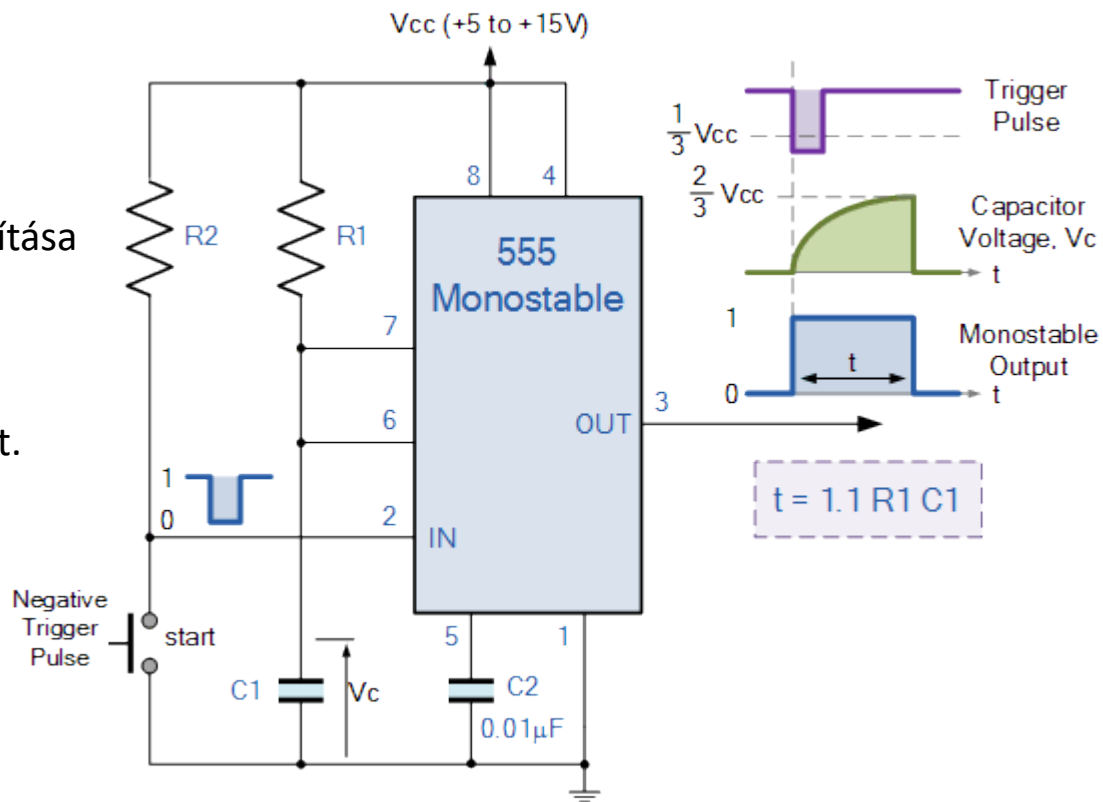 Vcc (+5 to +15V)
Trigger
Pulse
1/3 Vcc
8
4
2/3 Vcc
ítása
R2
R1
555
Monostable
Capacitor
Voltage, Vc
t
7
1
Monostable
Output
t
0
t
3
6
OUT
t.
1
0
t = 1.1 R1 C1
2
IN
Negative
Trigger
Pulse
start
5
1
C1
Vc
C2
0.01µF